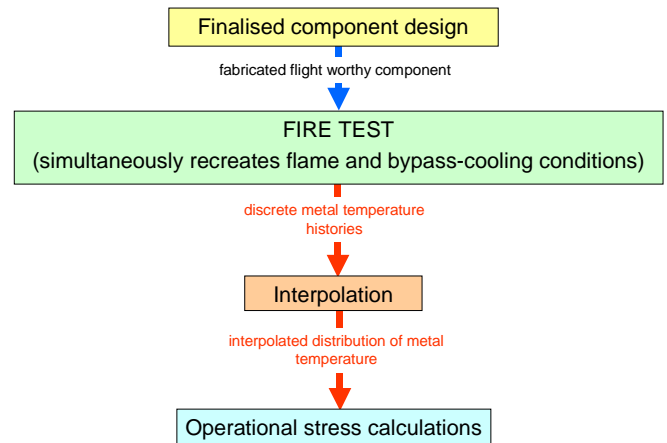 Finalised component design
fabricated flight worthy component
FIRE TEST
(simultaneously recreates flame and bypass-cooling conditions)
discrete metal temperature
histories
Interpolation
interpolated distribution of metal
temperature
Operational stress calculations